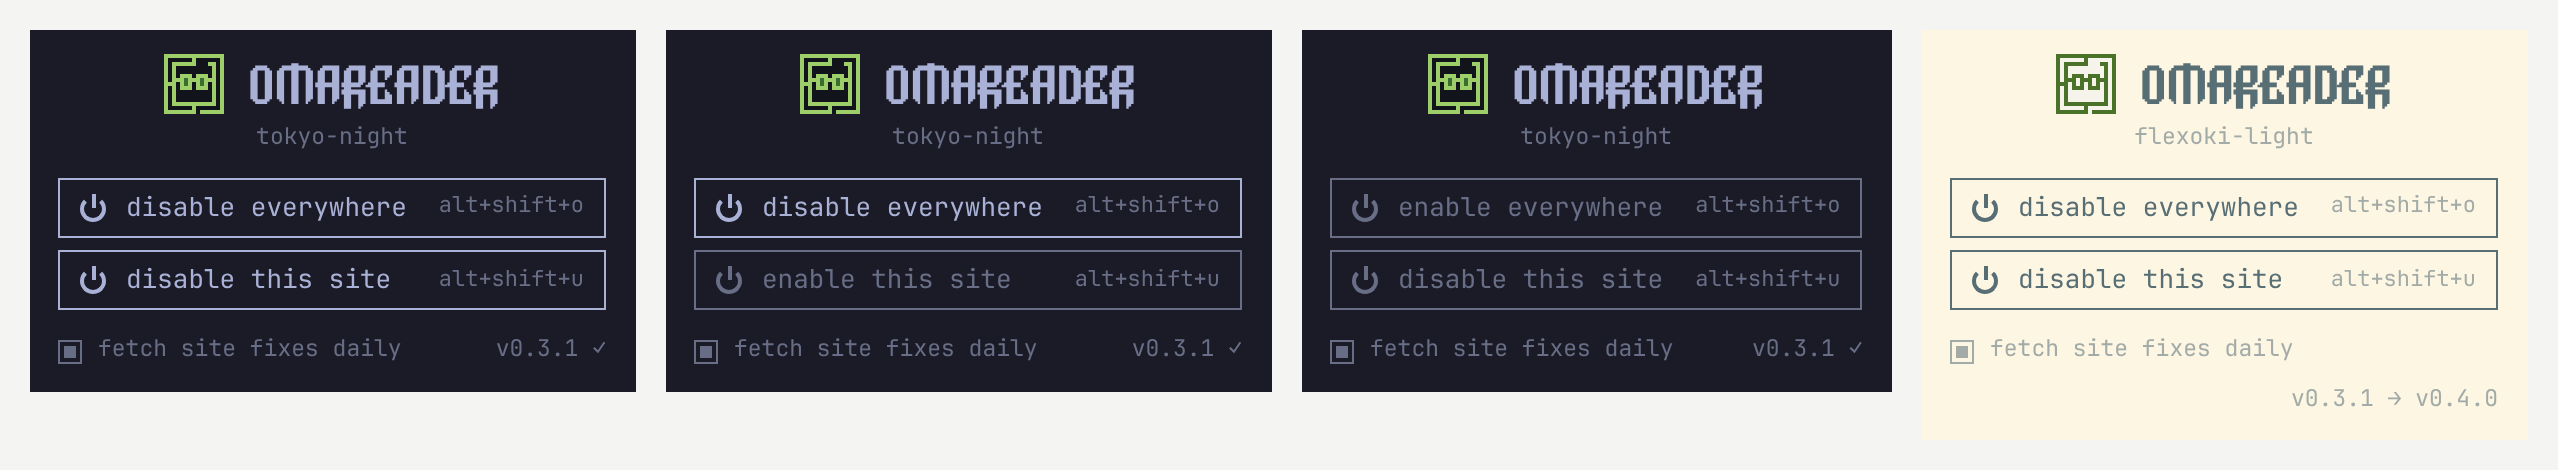 OMAREADER
tokyo-night
disable everywhere alt+shift+o
disable this site alt+shift+u
fetch site fixes daily v0.3.1 ✓
OMAREADER
tokyo-night
disable everywhere alt+shift+o
enable this site alt+shift+u
fetch site fixes daily v0.3.1 ✓
OMAREADER
tokyo-night
enable everywhere alt+shift+o
disable this site alt+shift+u
fetch site fixes daily v0.3.1 ✓
OMAREADER
flexoki-light
disable everywhere alt+shift+o
disable this site alt+shift+u
fetch site fixes daily
v0.3.1 → v0.4.0